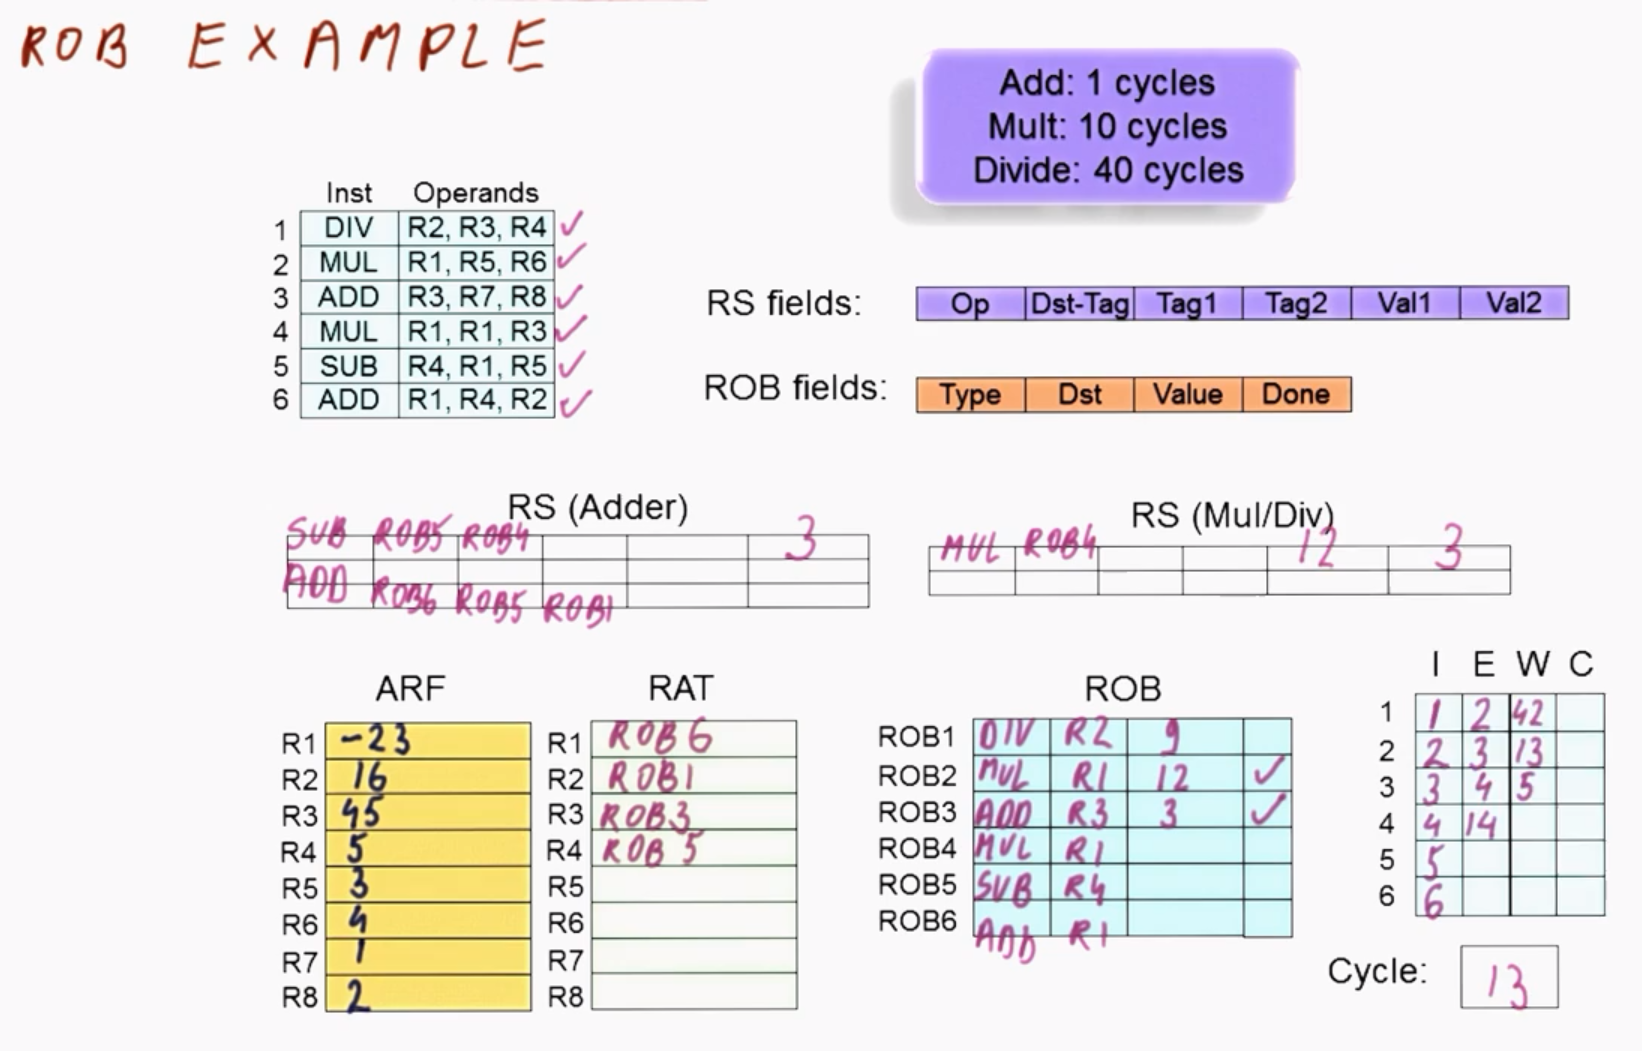 ROB EXAMPLE
Add: 1 cycles
Mult: 10 cycles
Divide: 40 cycles
Inst Operands
1 DIV R2, R3, R4 ✓
2 MUL R1, R5, R6 ✓
3 ADD R3, R7, R8 ✓
4 MUL R1, R1, R3 ✓
5 SUB R4, R1, R5 ✓
6 ADD R1, R4, R2 ✓
RS fields: Op Dst-Tag Tag1 Tag2 Val1 Val2
ROB fields: Type Dst Value Done
RS (Adder)
SUB ROB5 ROB4 3
ADD ROB6 ROB5 ROB1
RS (Mul/Div)
MUL ROB4 12 3
ARF
R1 -23
R2 16
R3 45
R4 5
R5 3
R6 4
R7 1
R8 2
RAT
R1 ROB6
R2 ROB1
R3 ROB3
R4 ROB5
R5
R6
R7
R8
ROB
ROB1 DIV R2 9
ROB2 MUL R1 12 ✓
ROB3 ADD R3 3 ✓
ROB4 MUL R1
ROB5 SUB R4
ROB6 ADD R1
I E W C
1 1 2 42
2 2 3 13
3 3 4 5
4 4 14
5 5
6 6
Cycle: 13